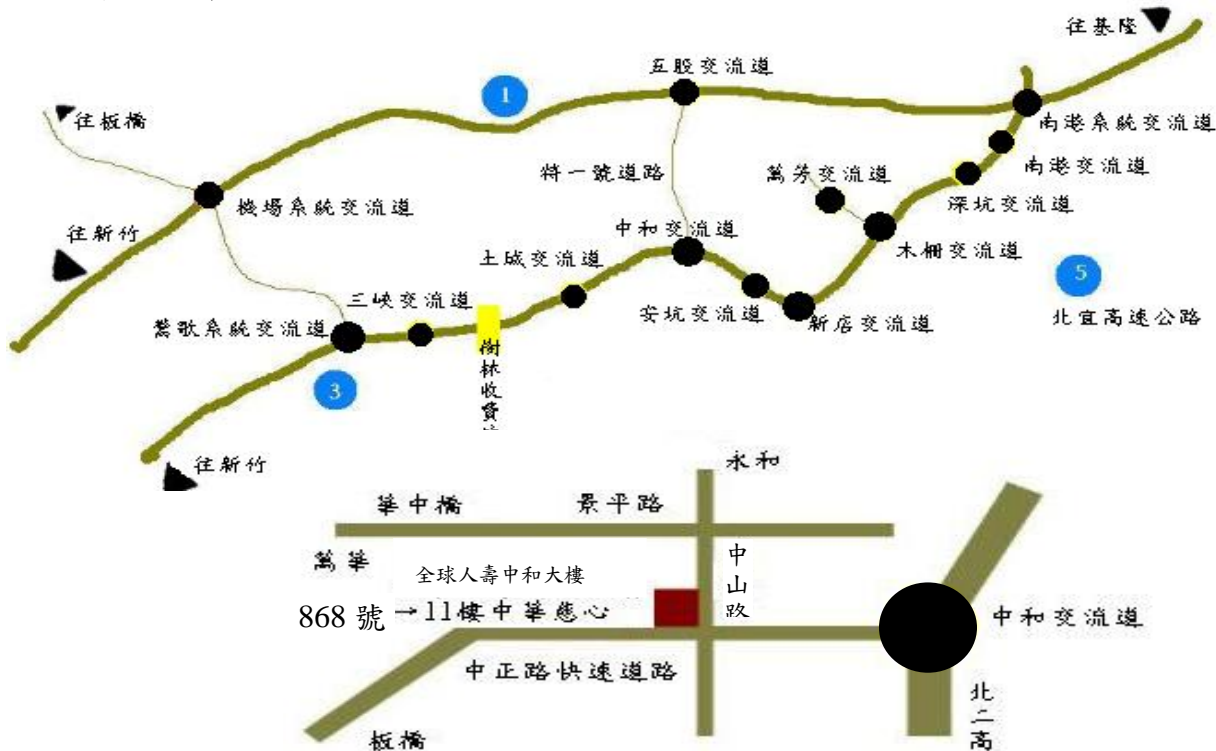 往基隆
五股交流道
1
往板橋
南港系統交流道
南港交流道
特一號道路
萬芳交流道
深坑交流道
機場系統交流道
中和交流道
木柵交流道
往新竹
土城交流道
5
三峽交流道
安坑交流道
新店交流道
北宜高速公路
鶯歌系統交流道
樹林收費
3
往新竹
永和
華中橋
景平路
萬華
中山路
全球人壽中和大樓
868 號 → 11樓中華慈心
中和交流道
中正路快速道路
北二高
板橋